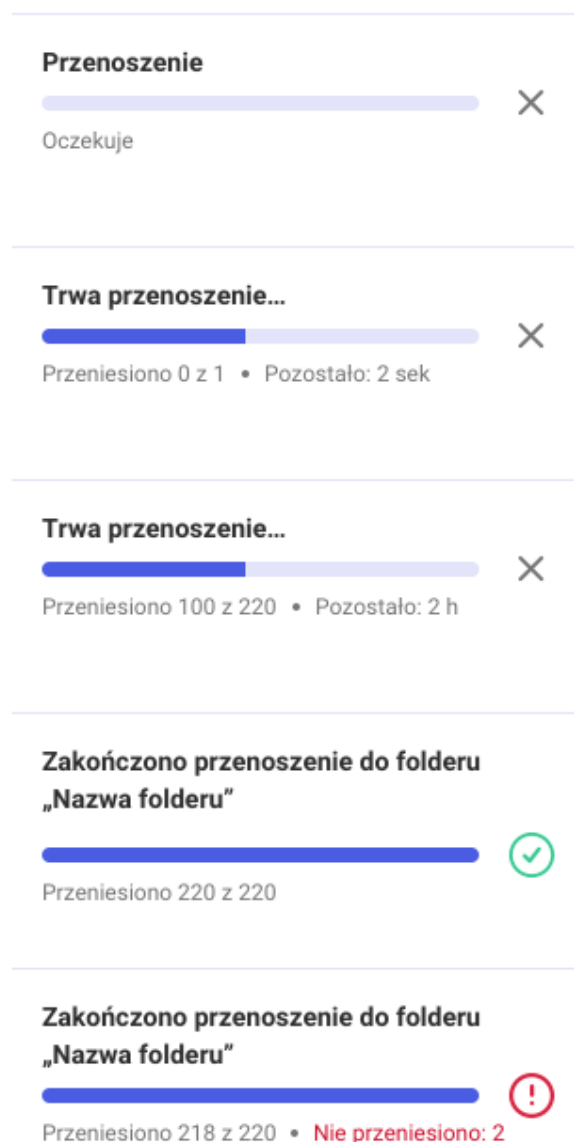 Przenoszenie
Oczekuje
Trwa przenoszenie…
Przeniesiono 0 z 1 • Pozostało: 2 sek
Trwa przenoszenie…
Przeniesiono 100 z 220 • Pozostało: 2 h
Zakończono przenoszenie do folderu
„Nazwa folderu”
Przeniesiono 220 z 220
Zakończono przenoszenie do folderu
„Nazwa folderu”
Przeniesiono 218 z 220 • Nie przeniesiono: 2